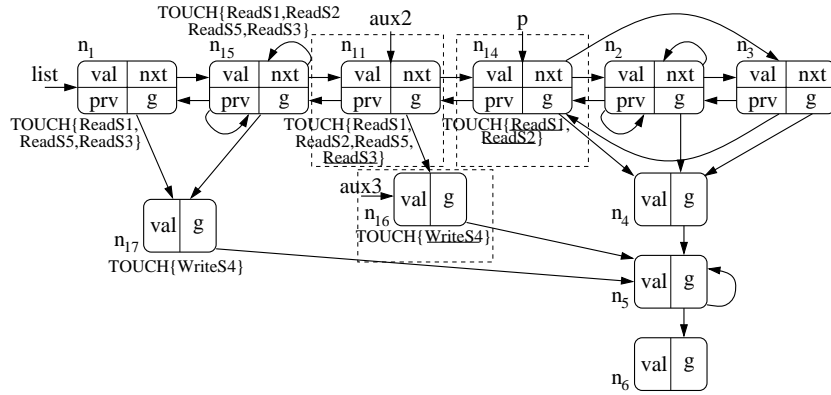 TOUCH{ReadS1,ReadS2
ReadS5,ReadS3}
aux2
p
n1
n15
n11
n14
n2
n3
list
val nxt
prv g
val nxt
prv g
val nxt
prv g
val nxt
prv g
val nxt
prv g
val nxt
prv g
TOUCH{ReadS1,
ReadS5,ReadS3}
TOUCH{ReadS1,
ReadS2,ReadS5,
ReadS3}
TOUCH{ReadS1,
ReadS2}
aux3
n16
val g
TOUCH{WriteS4}
n17
val g
TOUCH{WriteS4}
n4
val g
n5
val g
n6
val g